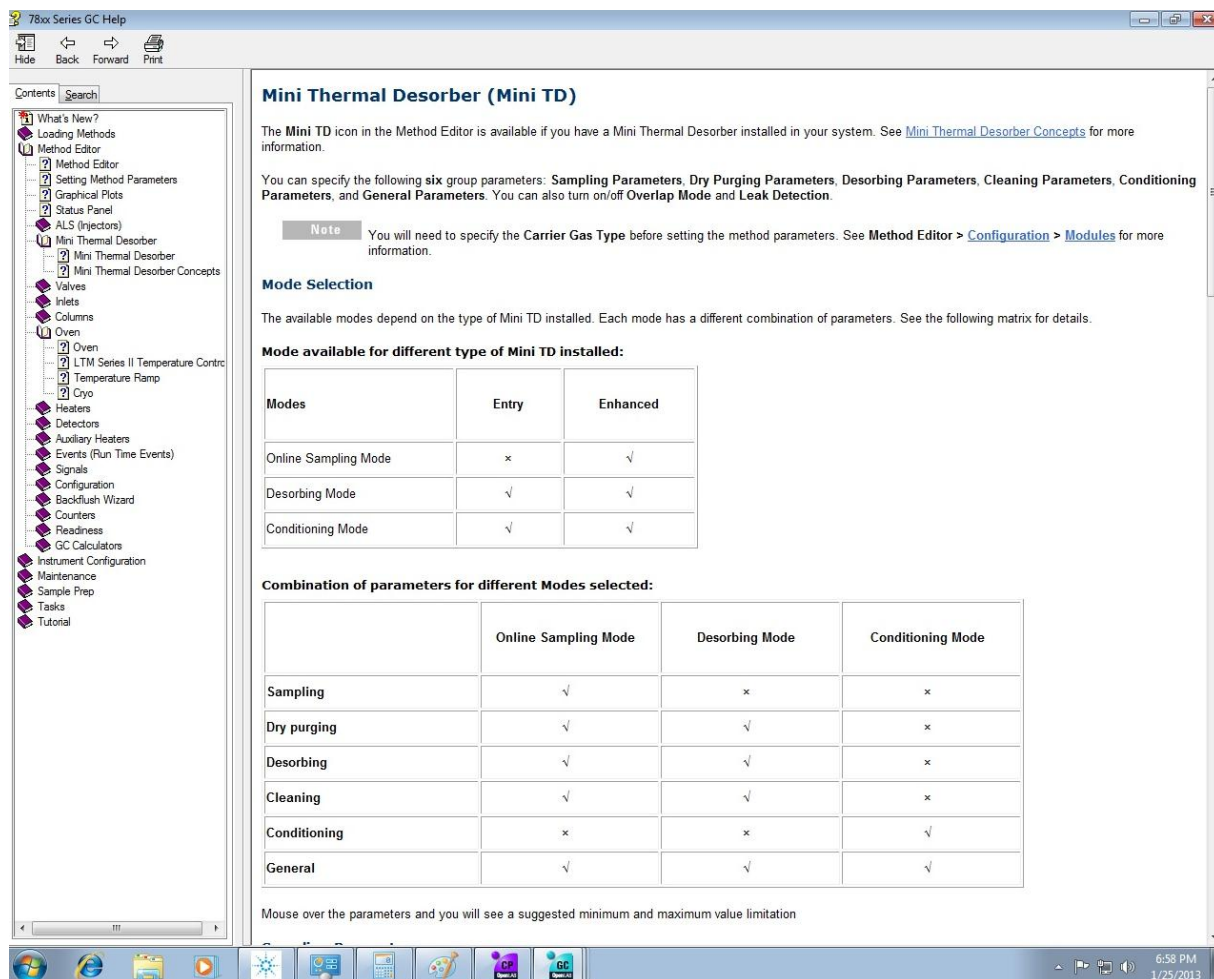 78xx Series GC Help
Hide Back Forward Print
Contents Search
What's New?
Loading Methods
Method Editor
Method Editor
Setting Method Parameters
Graphical Plots
Status Panel
ALS (Injectors)
Mini Thermal Desorber
Mini Thermal Desorber
Mini Thermal Desorber Concepts
Valves
Inlets
Columns
Oven
Oven
LTM Series II Temperature Contro
Temperature Ramp
Cryo
Heaters
Detectors
Auxiliary Heaters
Events (Run Time Events)
Signals
Configuration
Backflush Wizard
Counters
Readiness
GC Calculators
Instrument Configuration
Maintenance
Sample Prep
Tasks
Tutorial
Mini Thermal Desorber (Mini TD)
The Mini TD icon in the Method Editor is available if you have a Mini Thermal Desorber installed in your system. See Mini Thermal Desorber Concepts for more
information.
You can specify the following six group parameters: Sampling Parameters, Dry Purging Parameters, Desorbing Parameters, Cleaning Parameters, Conditioning
Parameters, and General Parameters. You can also turn on/off Overlap Mode and Leak Detection.
Note You will need to specify the Carrier Gas Type before setting the method parameters. See Method Editor > Configuration > Modules for more
information.
Mode Selection
The available modes depend on the type of Mini TD installed. Each mode has a different combination of parameters. See the following matrix for details.
Mode available for different type of Mini TD installed:
Modes Entry Enhanced
Online Sampling Mode × √
Desorbing Mode √ √
Conditioning Mode √ √
Combination of parameters for different Modes selected:
Online Sampling Mode Desorbing Mode Conditioning Mode
Sampling √ × ×
Dry purging √ √ ×
Desorbing √ √ ×
Cleaning √ √ ×
Conditioning × × √
General √ √ √
Mouse over the parameters and you will see a suggested minimum and maximum value limitation
CP
OpenLAB
GC
OpenLAB
6:58 PM
1/25/2013